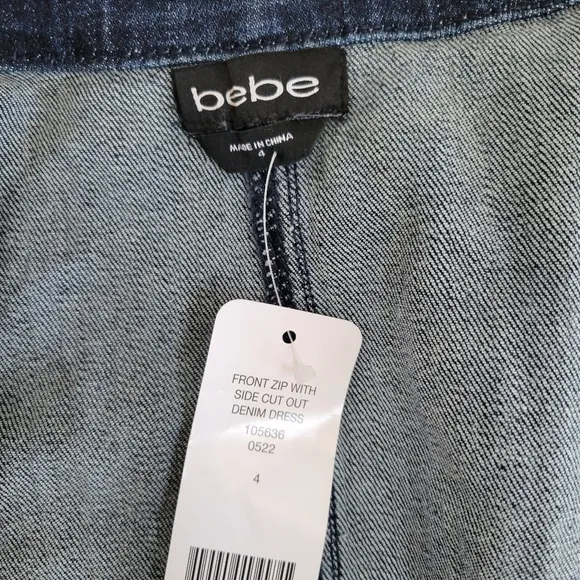 bebe
MADE IN CHINA
4
FRONT ZIP WITH
SIDE CUT OUT
DENIM DRESS
105636
0522
4